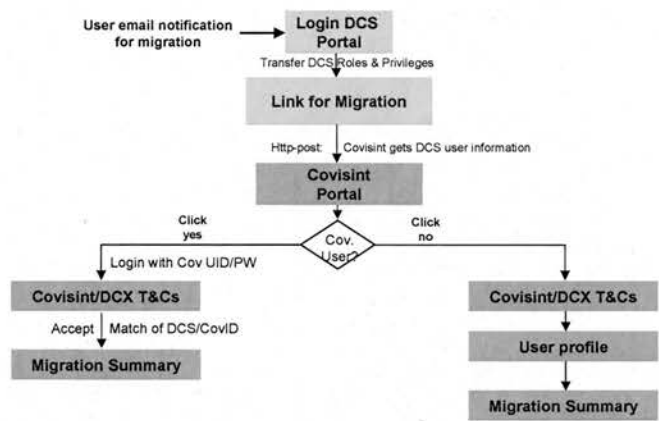 User email notification
for migration
Login DCS
Portal
Transfer DCS Roles & Privileges
Link for Migration
Http-post: Covisint gets DCS user information
Covisint
Portal
Click
yes
Click
no
Cov.
User?
Login with Cov UID/PW
Covisint/DCX T&Cs
Covisint/DCX T&Cs
Accept Match of DCS/CovID
User profile
Migration Summary
Migration Summary